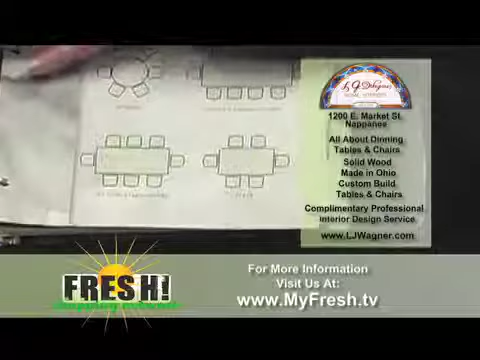 1200 E. Market St.
Nappanee
All About Dinning
Tables & Chairs
Solid Wood
Made in Ohio
Custom Build
Tables & Chairs
Complimentary Professional
Interior Design Service
www.LJWagner.com
FRESH!
For More Information
Visit Us At:
www.MyFresh.tv